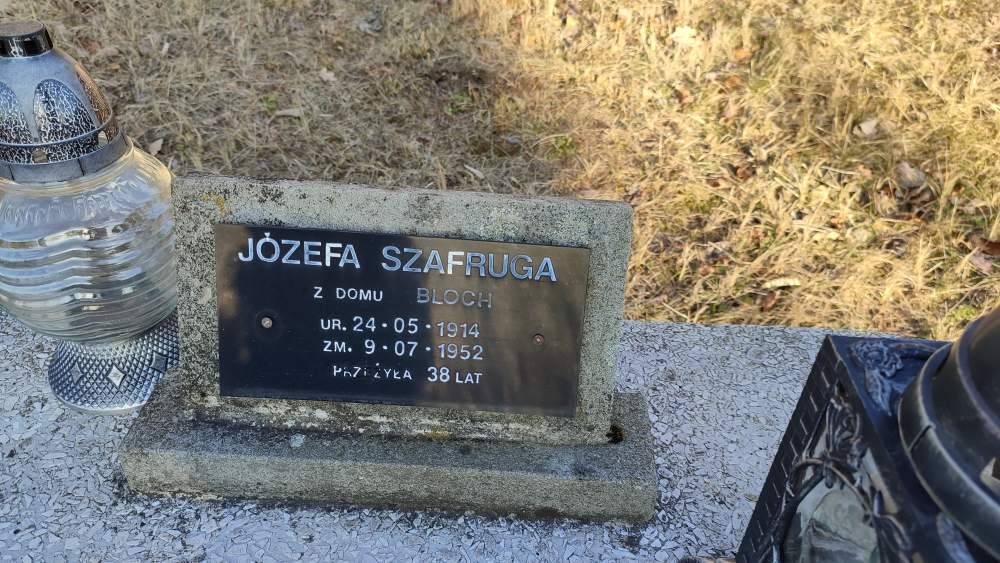 JÓZEFA SZAFRUGA
Z DOMU BLOCH
UR. 24·05·1914
ZM. 9·07·1952
PRZEŻYŁA 38 LAT